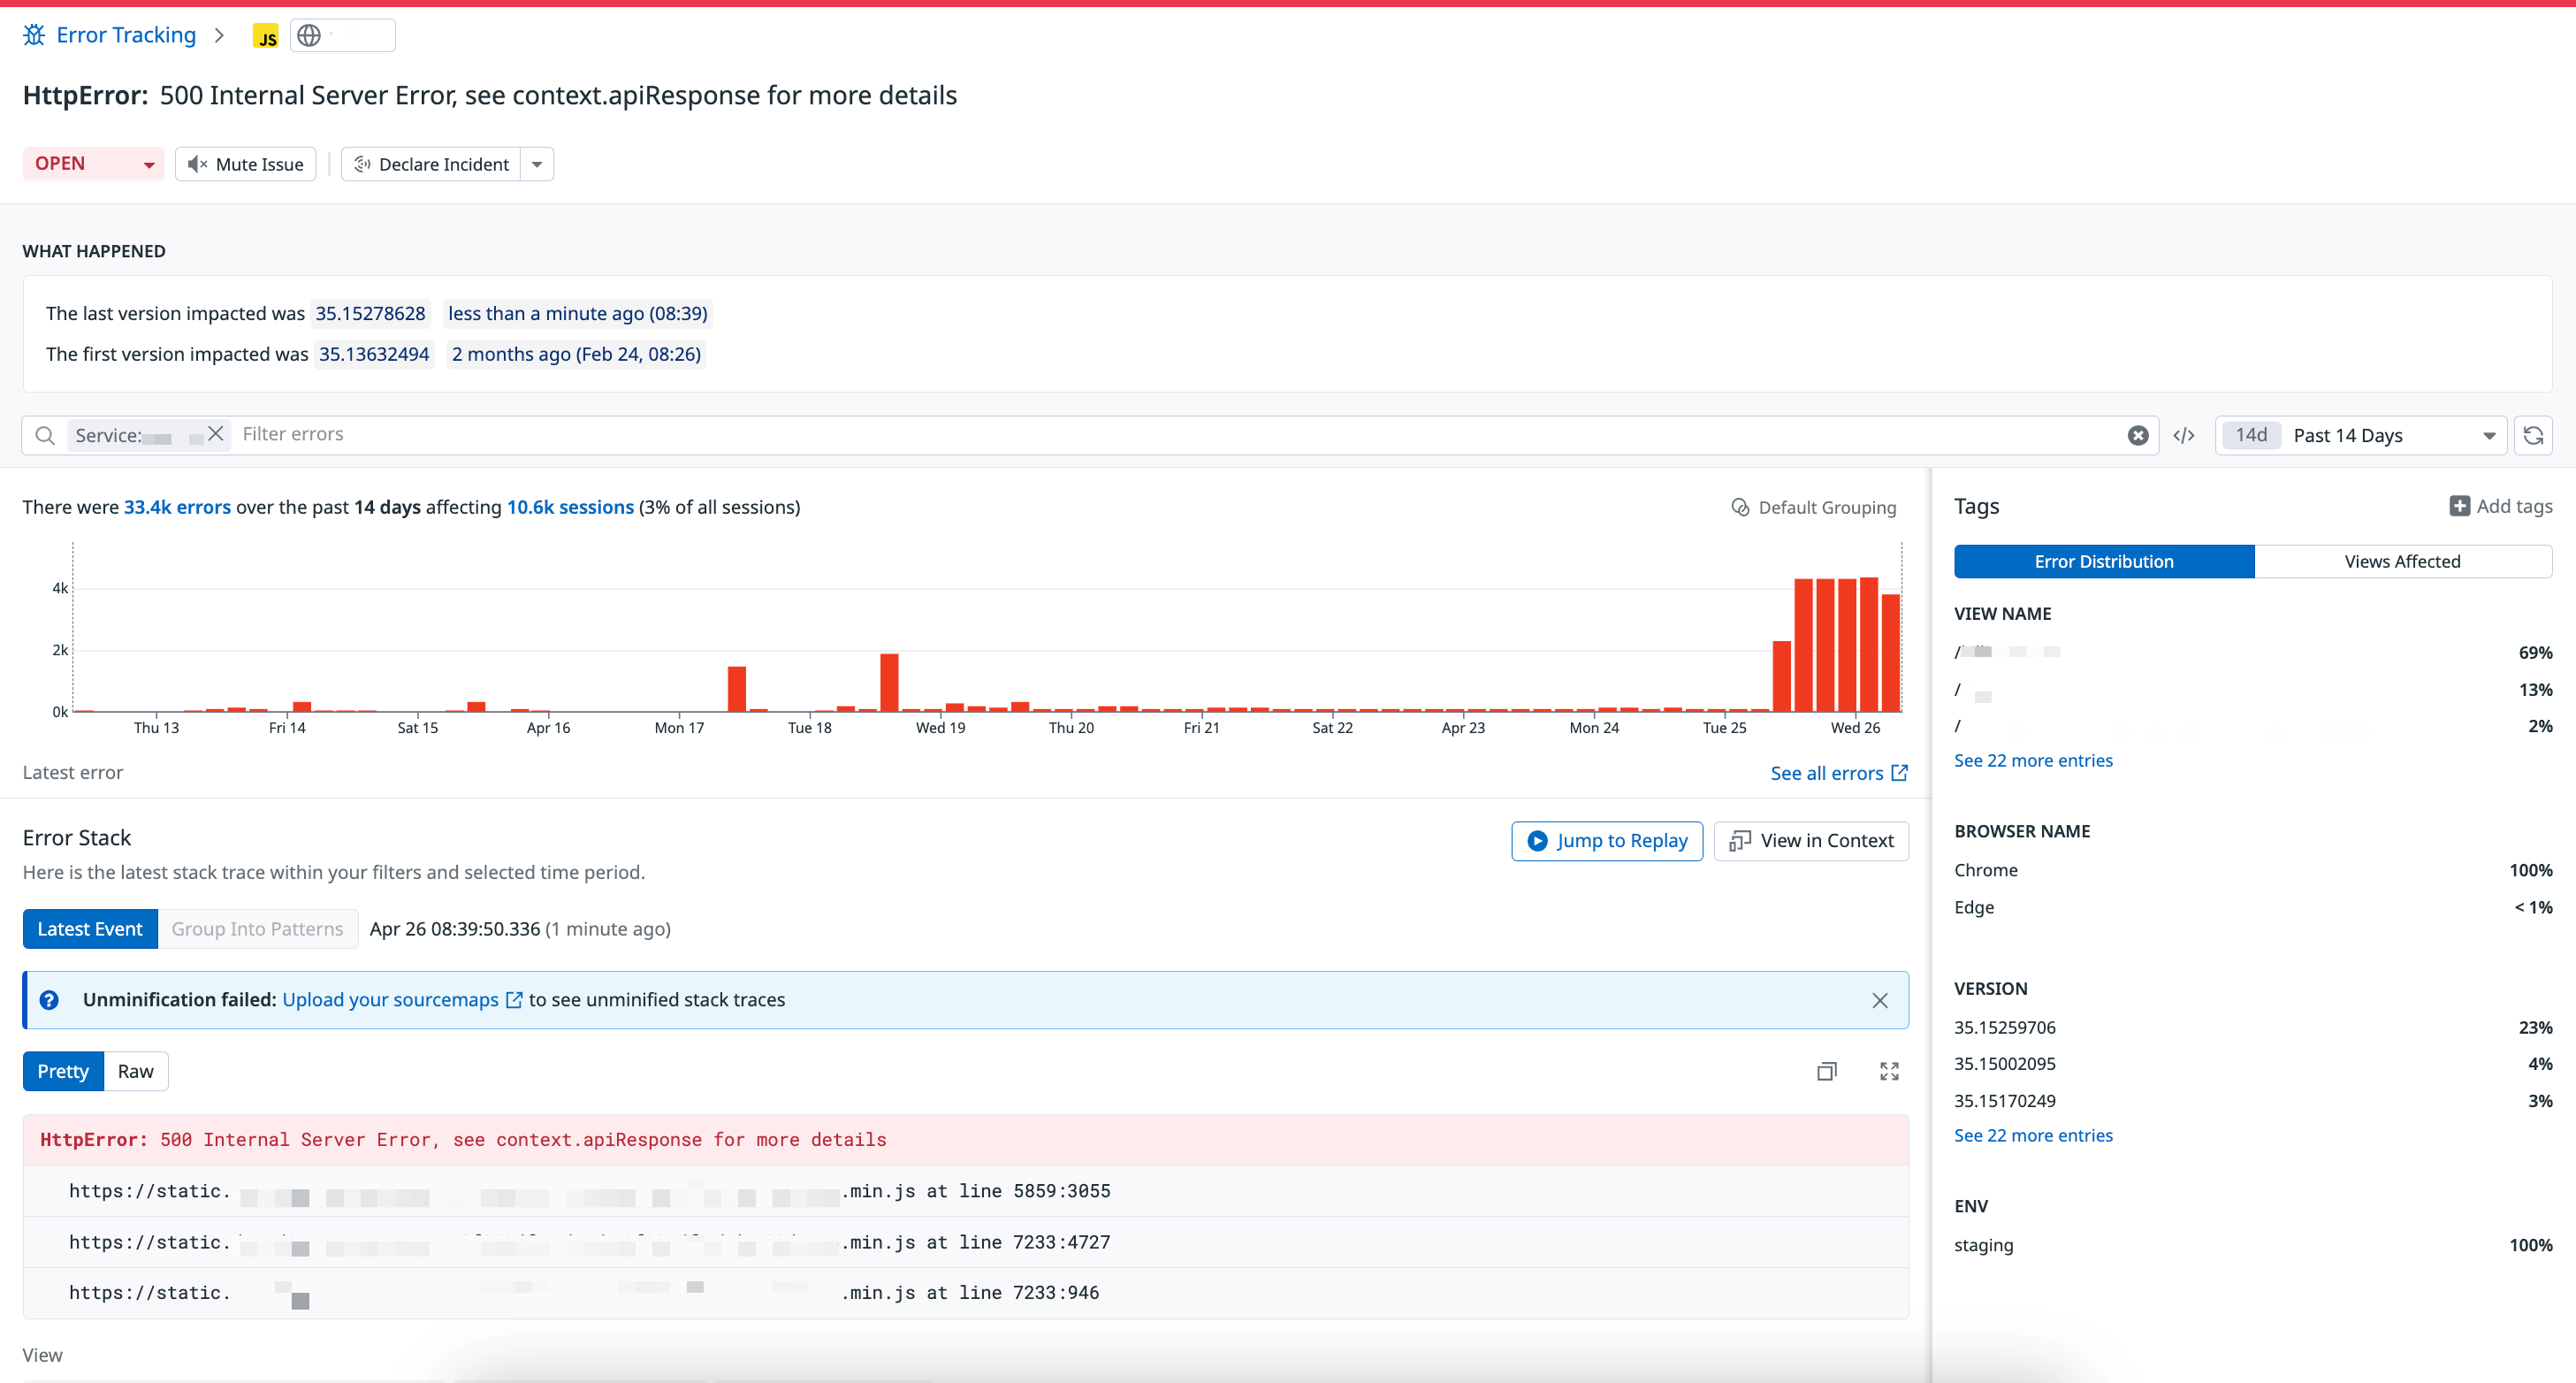 Error Tracking
JS
HttpError: 500 Internal Server Error, see context.apiResponse for more details
OPEN Mute Issue Declare Incident
WHAT HAPPENED
The last version impacted was 35.15278628 less than a minute ago (08:39)
The first version impacted was 35.13632494 2 months ago (Feb 24, 08:26)
Service: Filter errors </> 14d Past 14 Days
There were 33.4k errors over the past 14 days affecting 10.6k sessions (3% of all sessions)
Default Grouping
4k
2k
0k
Thu 13 Fri 14 Sat 15 Apr 16 Mon 17 Tue 18 Wed 19 Thu 20 Fri 21 Sat 22 Apr 23 Mon 24 Tue 25 Wed 26
Latest error See all errors
Error Stack
Here is the latest stack trace within your filters and selected time period.
Jump to Replay View in Context
Latest Event Group Into Patterns Apr 26 08:39:50.336 (1 minute ago)
Unminification failed: Upload your sourcemaps to see unminified stack traces
Pretty Raw
HttpError: 500 Internal Server Error, see context.apiResponse for more details
https://static. .min.js at line 5859:3055
https://static. .min.js at line 7233:4727
https://static. .min.js at line 7233:946
View
Tags Add tags
Error Distribution Views Affected
VIEW NAME
/ 69%
/ 13%
/ 2%
See 22 more entries
BROWSER NAME
Chrome 100%
Edge < 1%
VERSION
35.15259706 23%
35.15002095 4%
35.15170249 3%
See 22 more entries
ENV
staging 100%